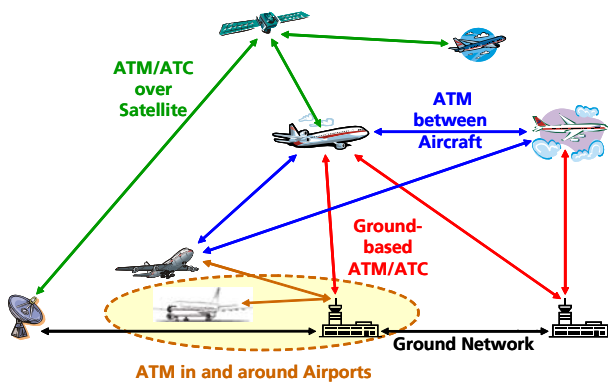 ATM/ATC
over
Satellite
ATM
between
Aircraft
Ground-
based
ATM/ATC
Ground Network
ATM in and around Airports